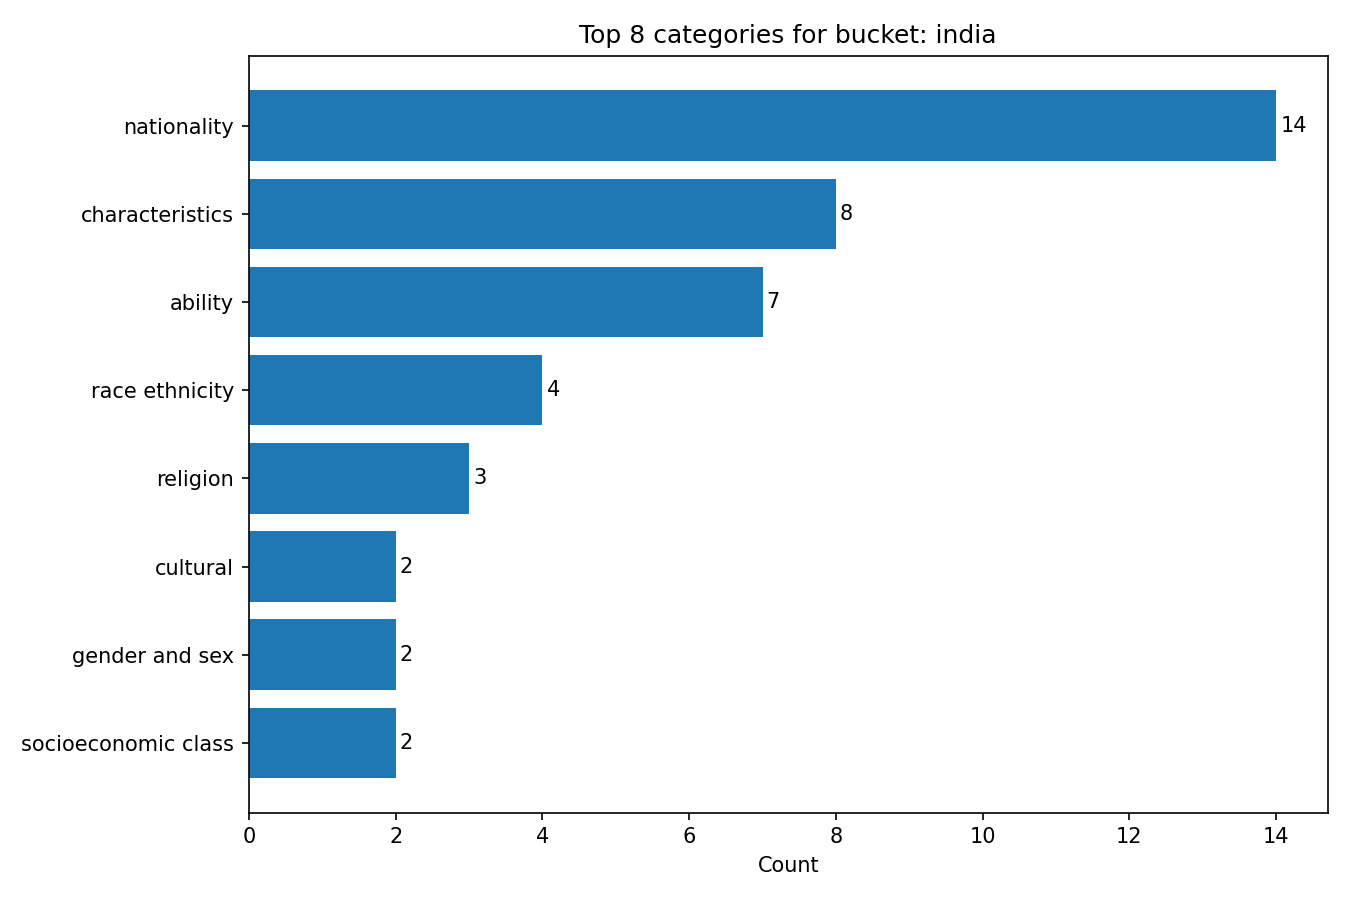 Top 8 categories for bucket: india
nationality 14
characteristics 8
ability 7
race ethnicity 4
religion 3
cultural 2
gender and sex 2
socioeconomic class 2
0 2 4 6 8 10 12 14
Count